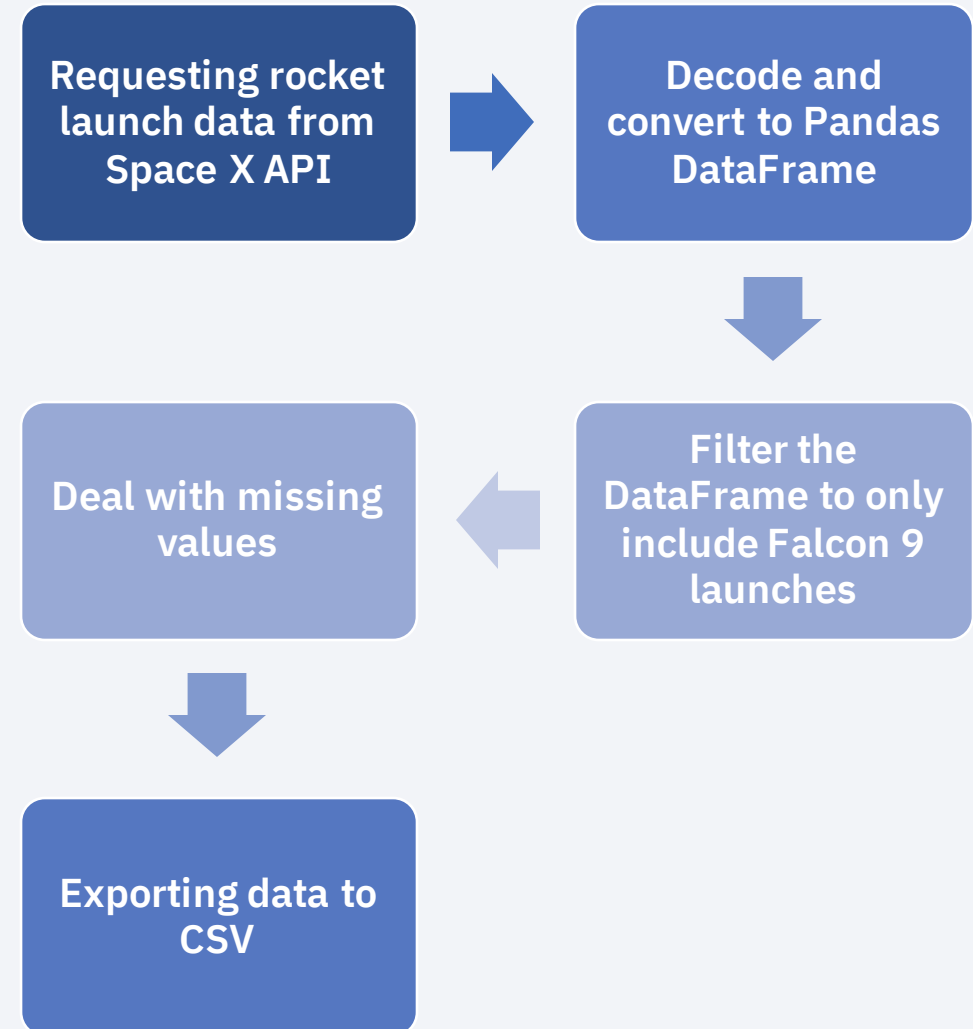 Requesting rocket
launch data from
Space X API
Decode and
convert to Pandas
DataFrame
Filter the
DataFrame to only
include Falcon 9
launches
Deal with missing
values
Exporting data to
CSV